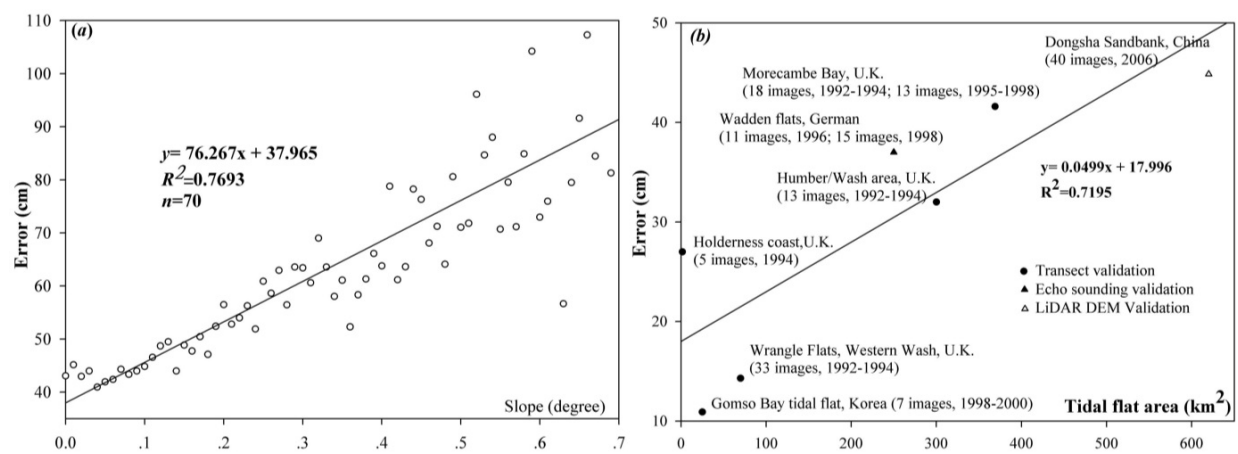 (a)
110
100
90
80
70
60
50
40
Error (cm)
y= 76.267x + 37.965
R2=0.7693
n=70
Slope (degree)
0.0 .1 .2 .3 .4 .5 .6 .7
(b)
50
40
30
20
10
Error (cm)
Dongsha Sandbank, China
(40 images, 2006)
Morecambe Bay, U.K.
(18 images, 1992-1994; 13 images, 1995-1998)
Wadden flats, German
(11 images, 1996; 15 images, 1998)
y= 0.0499x + 17.996
R2=0.7195
Humber/Wash area, U.K.
(13 images, 1992-1994)
Holderness coast,U.K.
(5 images, 1994)
Transect validation
Echo sounding validation
LiDAR DEM Validation
Wrangle Flats, Western Wash, U.K.
(33 images, 1992-1994)
Gomso Bay tidal flat, Korea (7 images, 1998-2000)
Tidal flat area (km2)
0 100 200 300 400 500 600